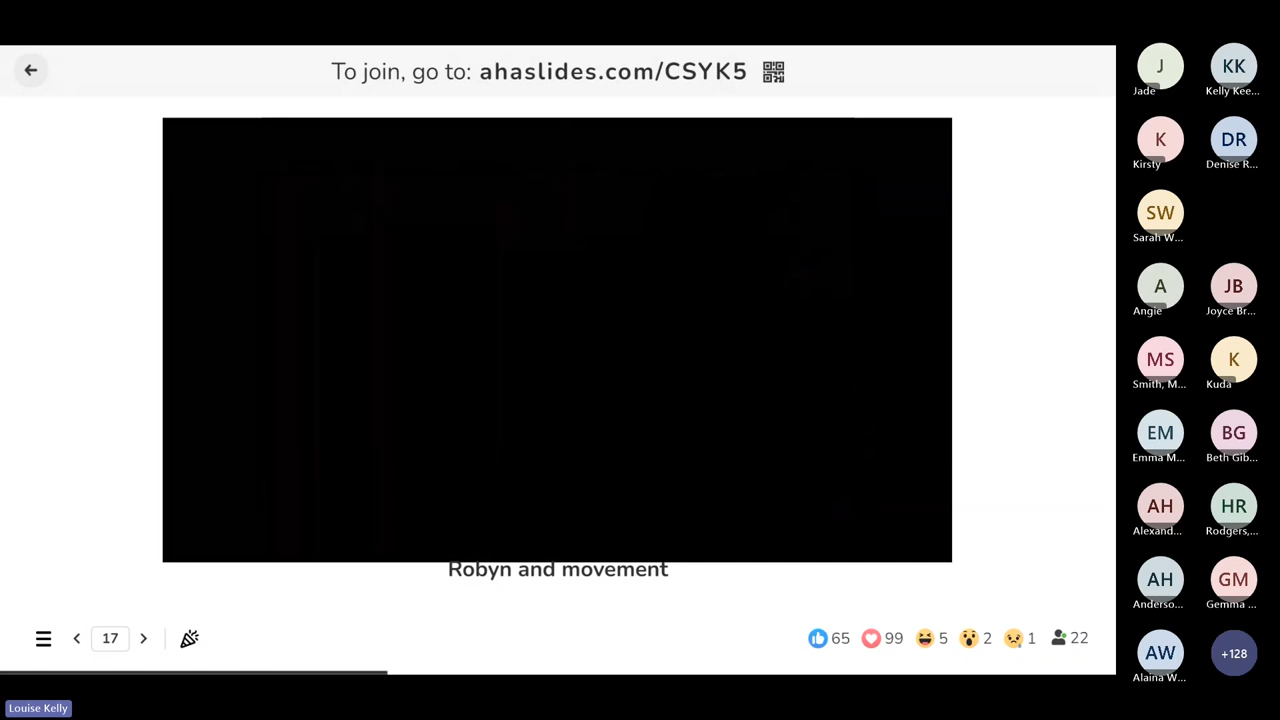 To join, go to: ahaslides.com/CSYK5
Robyn and movement
17
65
99
5
2
1
22
Louise Kelly
J
Jade
KK
Kelly Kee...
K
Kirsty
DR
Denise R...
SW
Sarah W...
A
Angie
JB
Joyce Br...
MS
Smith, M...
K
Kuda
EM
Emma M...
BG
Beth Gib...
AH
Alexand...
HR
Rodgers,...
AH
Anderso...
GM
Gemma ...
AW
Alaina W...
+128